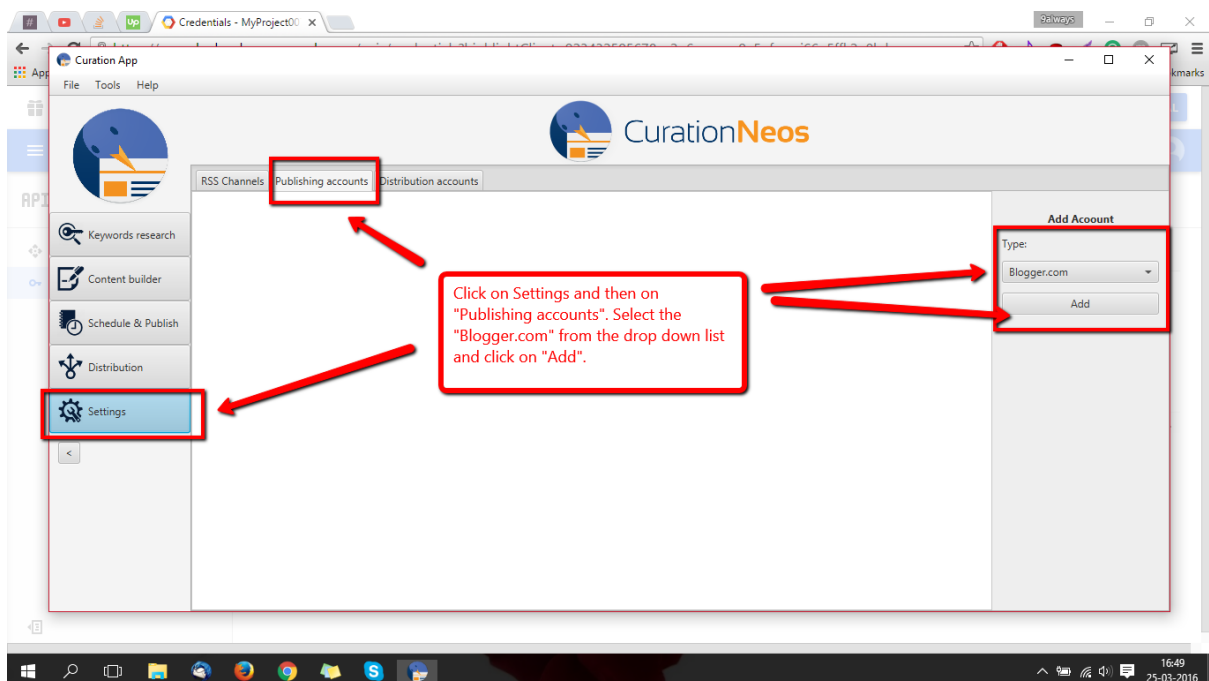 Up
Credentials - MyProject00
9always
Curation App
kmarks
File Tools Help
CurationNeos
RSS Channels Publishing accounts Distribution accounts
API
Add Acoount
Type:
Blogger.com
Add
Keywords research
Content builder
Schedule & Publish
Distribution
Settings
<
Click on Settings and then on
"Publishing accounts". Select the
"Blogger.com" from the drop down list
and click on "Add".
16:49
25-03-2016